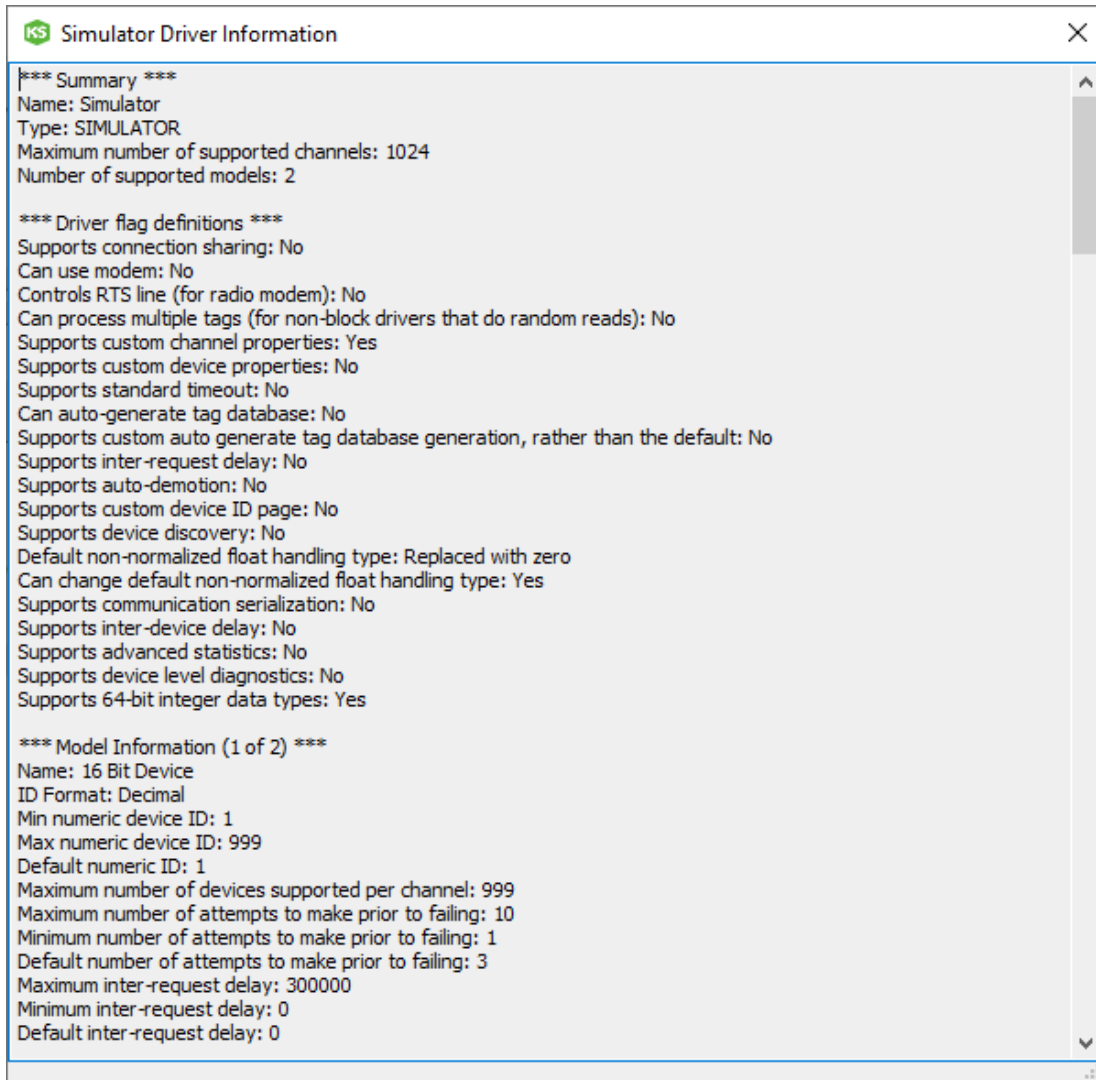 KS Simulator Driver Information
*** Summary ***
Name: Simulator
Type: SIMULATOR
Maximum number of supported channels: 1024
Number of supported models: 2
*** Driver flag definitions ***
Supports connection sharing: No
Can use modem: No
Controls RTS line (for radio modem): No
Can process multiple tags (for non-block drivers that do random reads): No
Supports custom channel properties: Yes
Supports custom device properties: No
Supports standard timeout: No
Can auto-generate tag database: No
Supports custom auto generate tag database generation, rather than the default: No
Supports inter-request delay: No
Supports auto-demotion: No
Supports custom device ID page: No
Supports device discovery: No
Default non-normalized float handling type: Replaced with zero
Can change default non-normalized float handling type: Yes
Supports communication serialization: No
Supports inter-device delay: No
Supports advanced statistics: No
Supports device level diagnostics: No
Supports 64-bit integer data types: Yes
*** Model Information (1 of 2) ***
Name: 16 Bit Device
ID Format: Decimal
Min numeric device ID: 1
Max numeric device ID: 999
Default numeric ID: 1
Maximum number of devices supported per channel: 999
Maximum number of attempts to make prior to failing: 10
Minimum number of attempts to make prior to failing: 1
Default number of attempts to make prior to failing: 3
Maximum inter-request delay: 300000
Minimum inter-request delay: 0
Default inter-request delay: 0